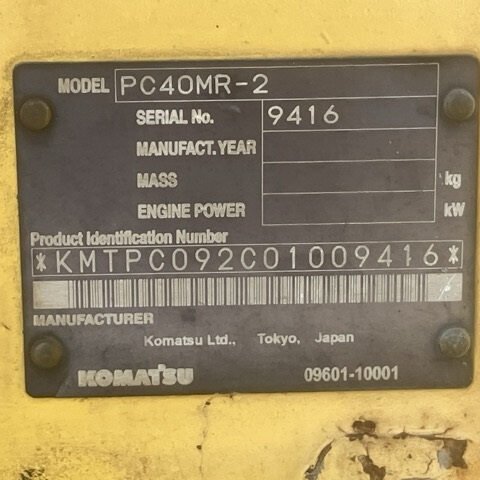 MODEL PC40MR-2
SERIAL No. 9416
MANUFACT. YEAR
MASS kg
ENGINE POWER kW
Product Identification Number
*KMTPC092C01009416*
MANUFACTURER
Komatsu Ltd., Tokyo, Japan
KOMATSU 09601-10001